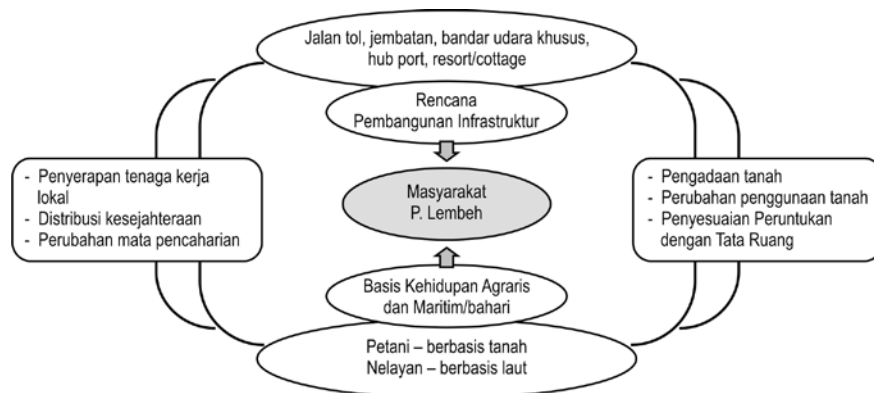 Jalan tol, jembatan, bandar udara khusus,
hub port, resort/cottage
Rencana
Pembangunan Infrastruktur
- Penyerapan tenaga kerja
lokal
- Distribusi kesejahteraan
- Perubahan mata pencaharian
Masyarakat
P. Lembeh
- Pengadaan tanah
- Perubahan penggunaan tanah
- Penyesuaian Peruntukan
dengan Tata Ruang
Basis Kehidupan Agraris
dan Maritim/bahari
Petani – berbasis tanah
Nelayan – berbasis laut